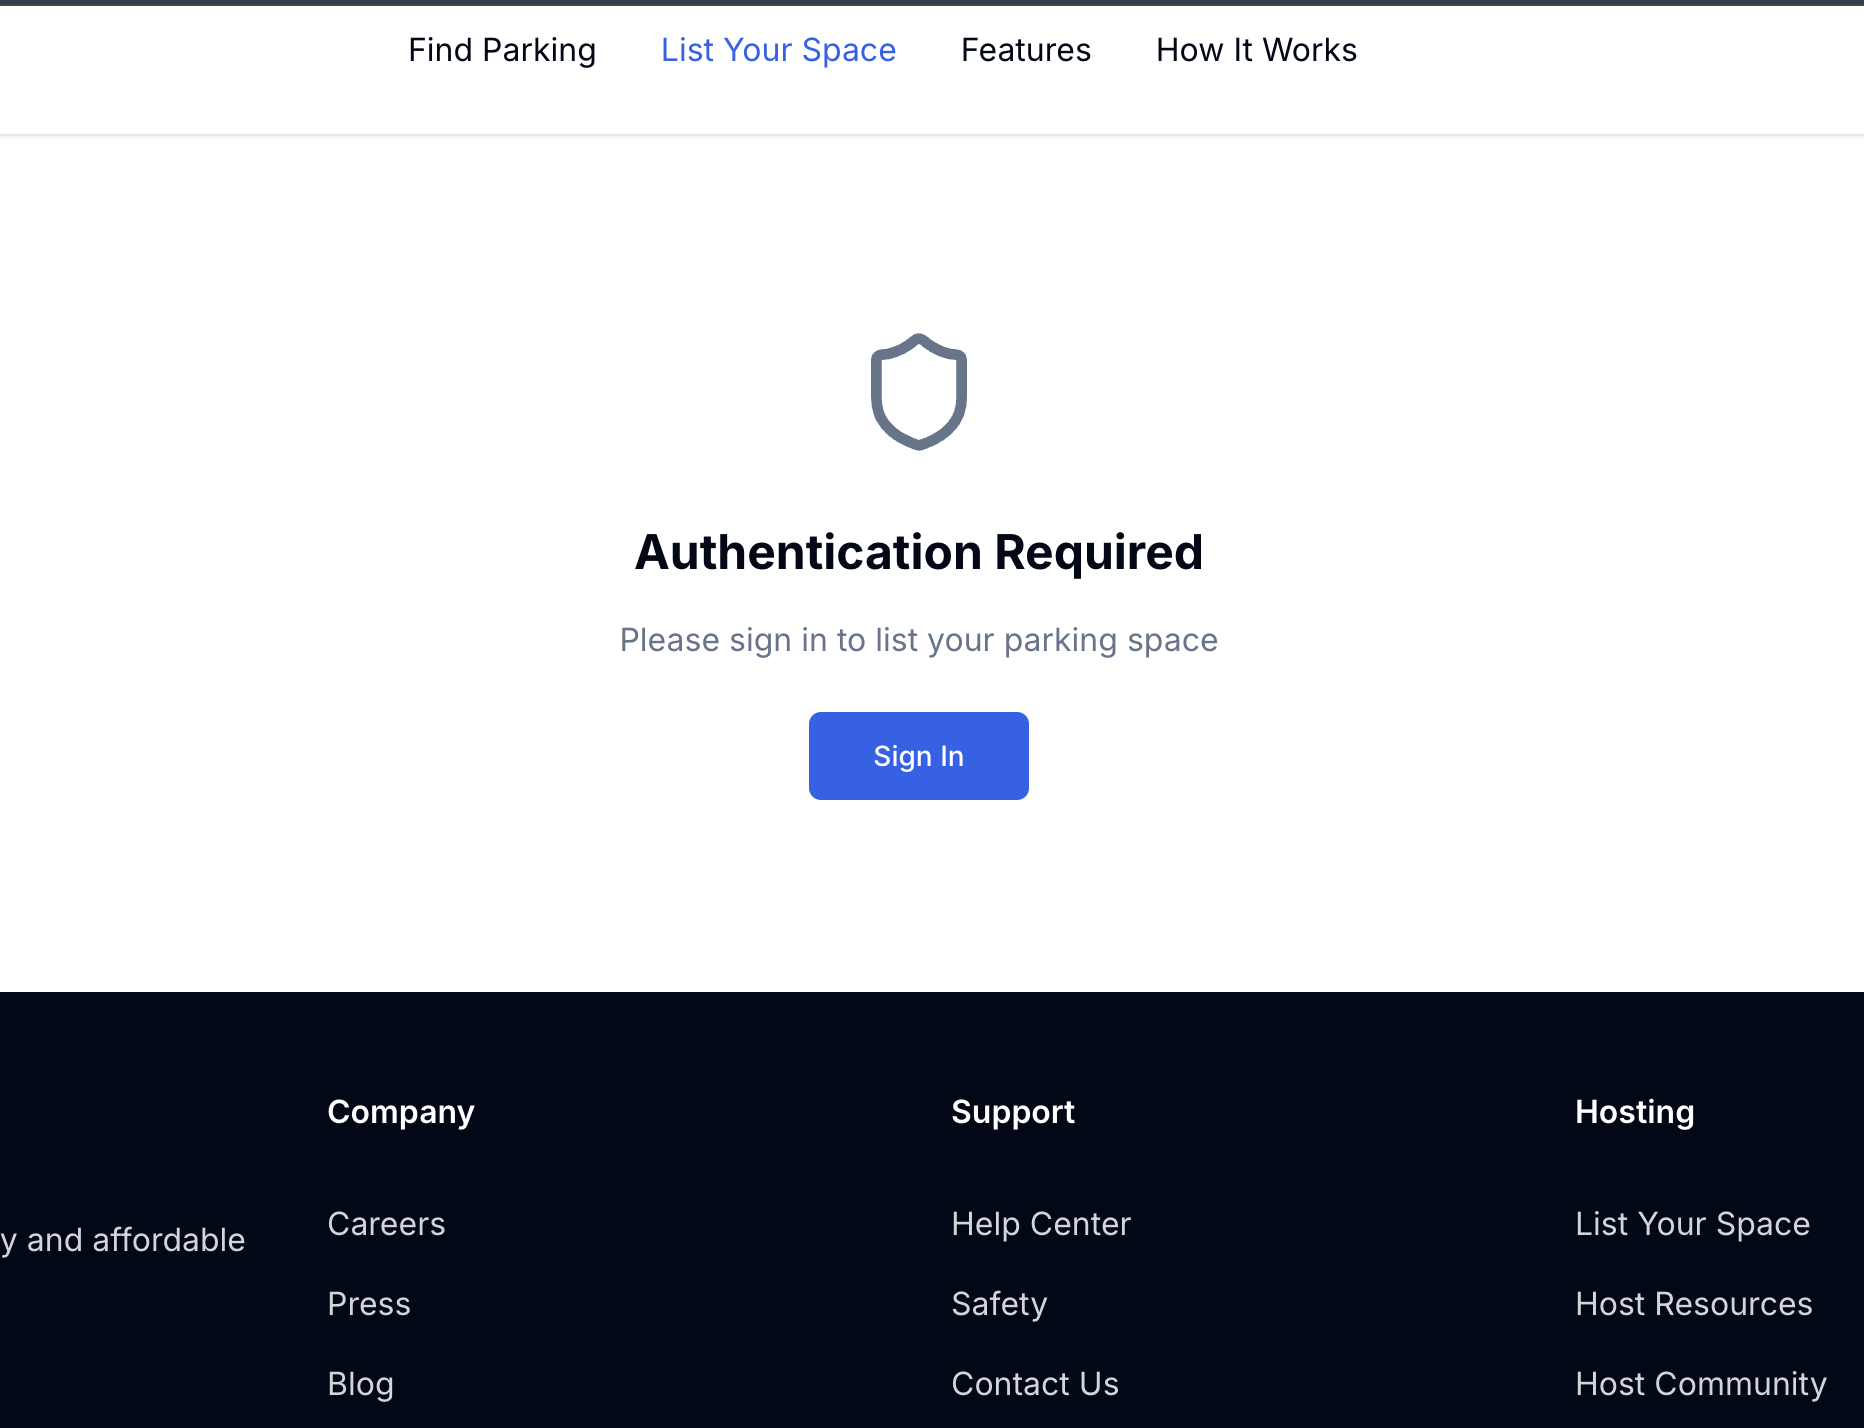 Find Parking
List Your Space
Features
How It Works
Authentication Required
Please sign in to list your parking space
Sign In
y and affordable
Company
Careers
Press
Blog
Support
Help Center
Safety
Contact Us
Hosting
List Your Space
Host Resources
Host Community